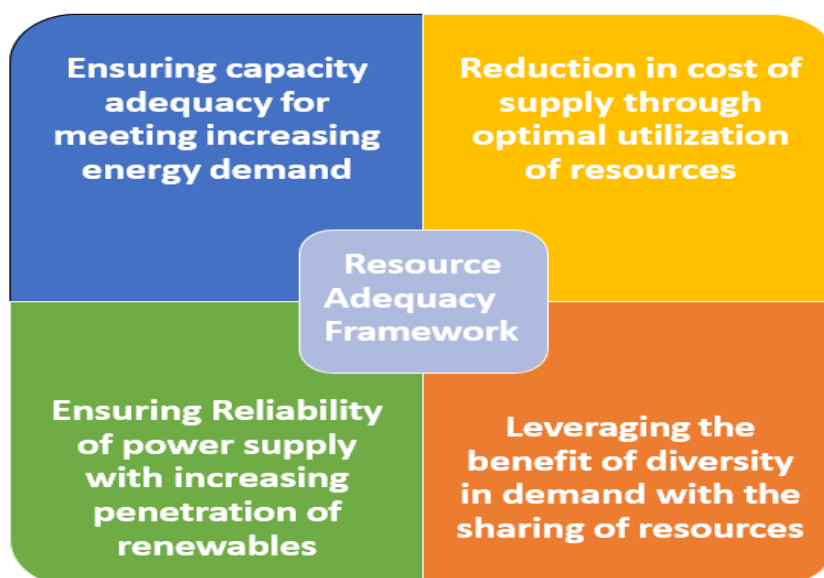 Ensuring capacity
adequacy for
meeting increasing
energy demand
Reduction in cost of
supply through
optimal utilization
of resources
Resource
Adequacy
Framework
Ensuring Reliability
of power supply
with increasing
penetration of
renewables
Leveraging the
benefit of diversity
in demand with the
sharing of resources